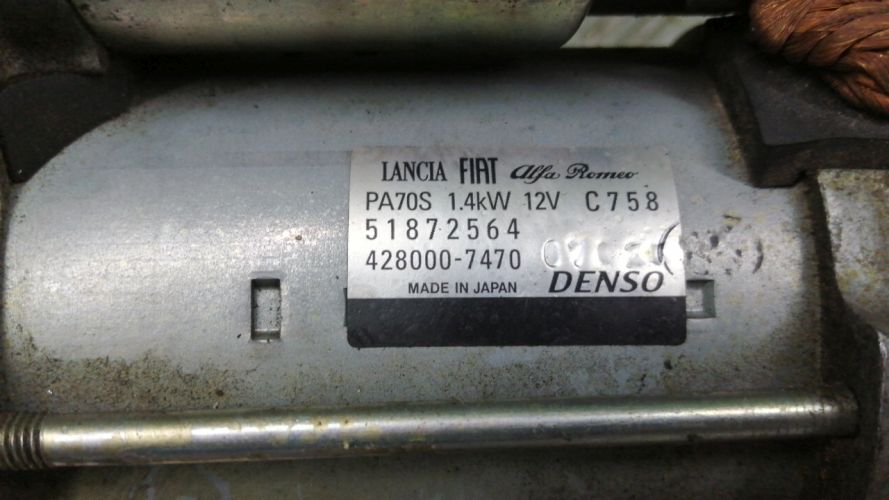 LANCIA FIAT Alfa Romeo
PA70S 1.4kW 12V C758
51872564
428000-7470
MADE IN JAPAN DENSO